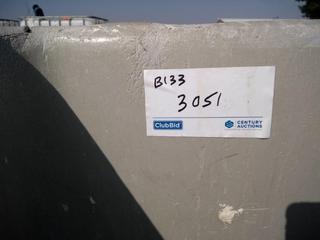 B133
3051
ClubBid
CENTURY
AUCTIONS